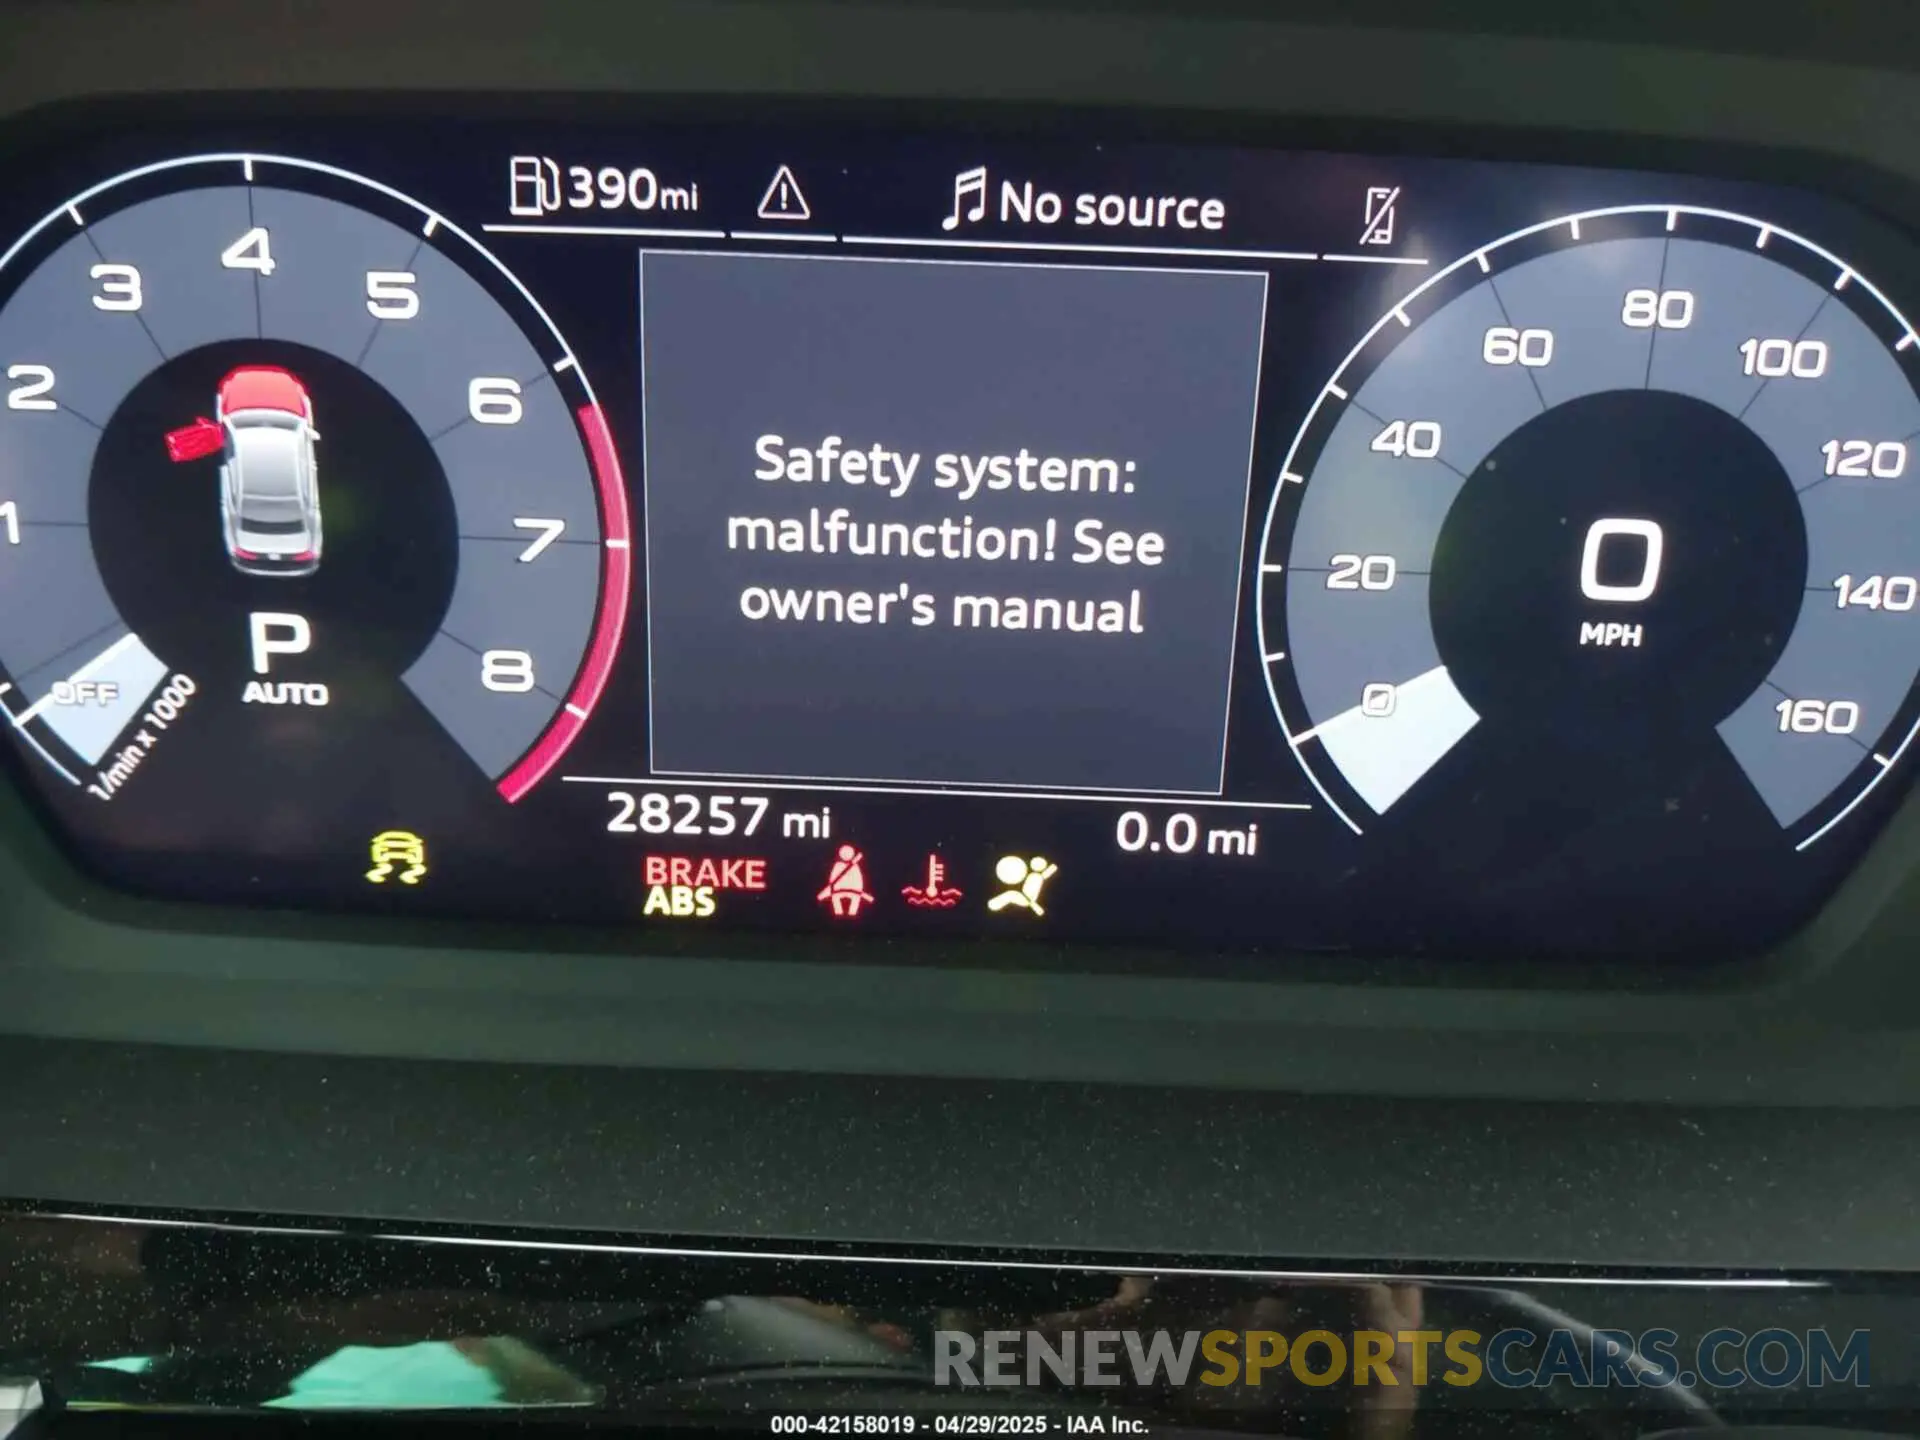 390mi
No source
1
2
3
4
5
6
7
8
OFF
1/min x 1000
P
AUTO
Safety system:
malfunction! See
owner's manual
0
20
40
60
80
100
120
140
160
0
MPH
28257 mi
0.0 mi
BRAKE
ABS
RENEWSPORTSCARS.COM
000-42158019 - 04/29/2025 - IAA Inc.